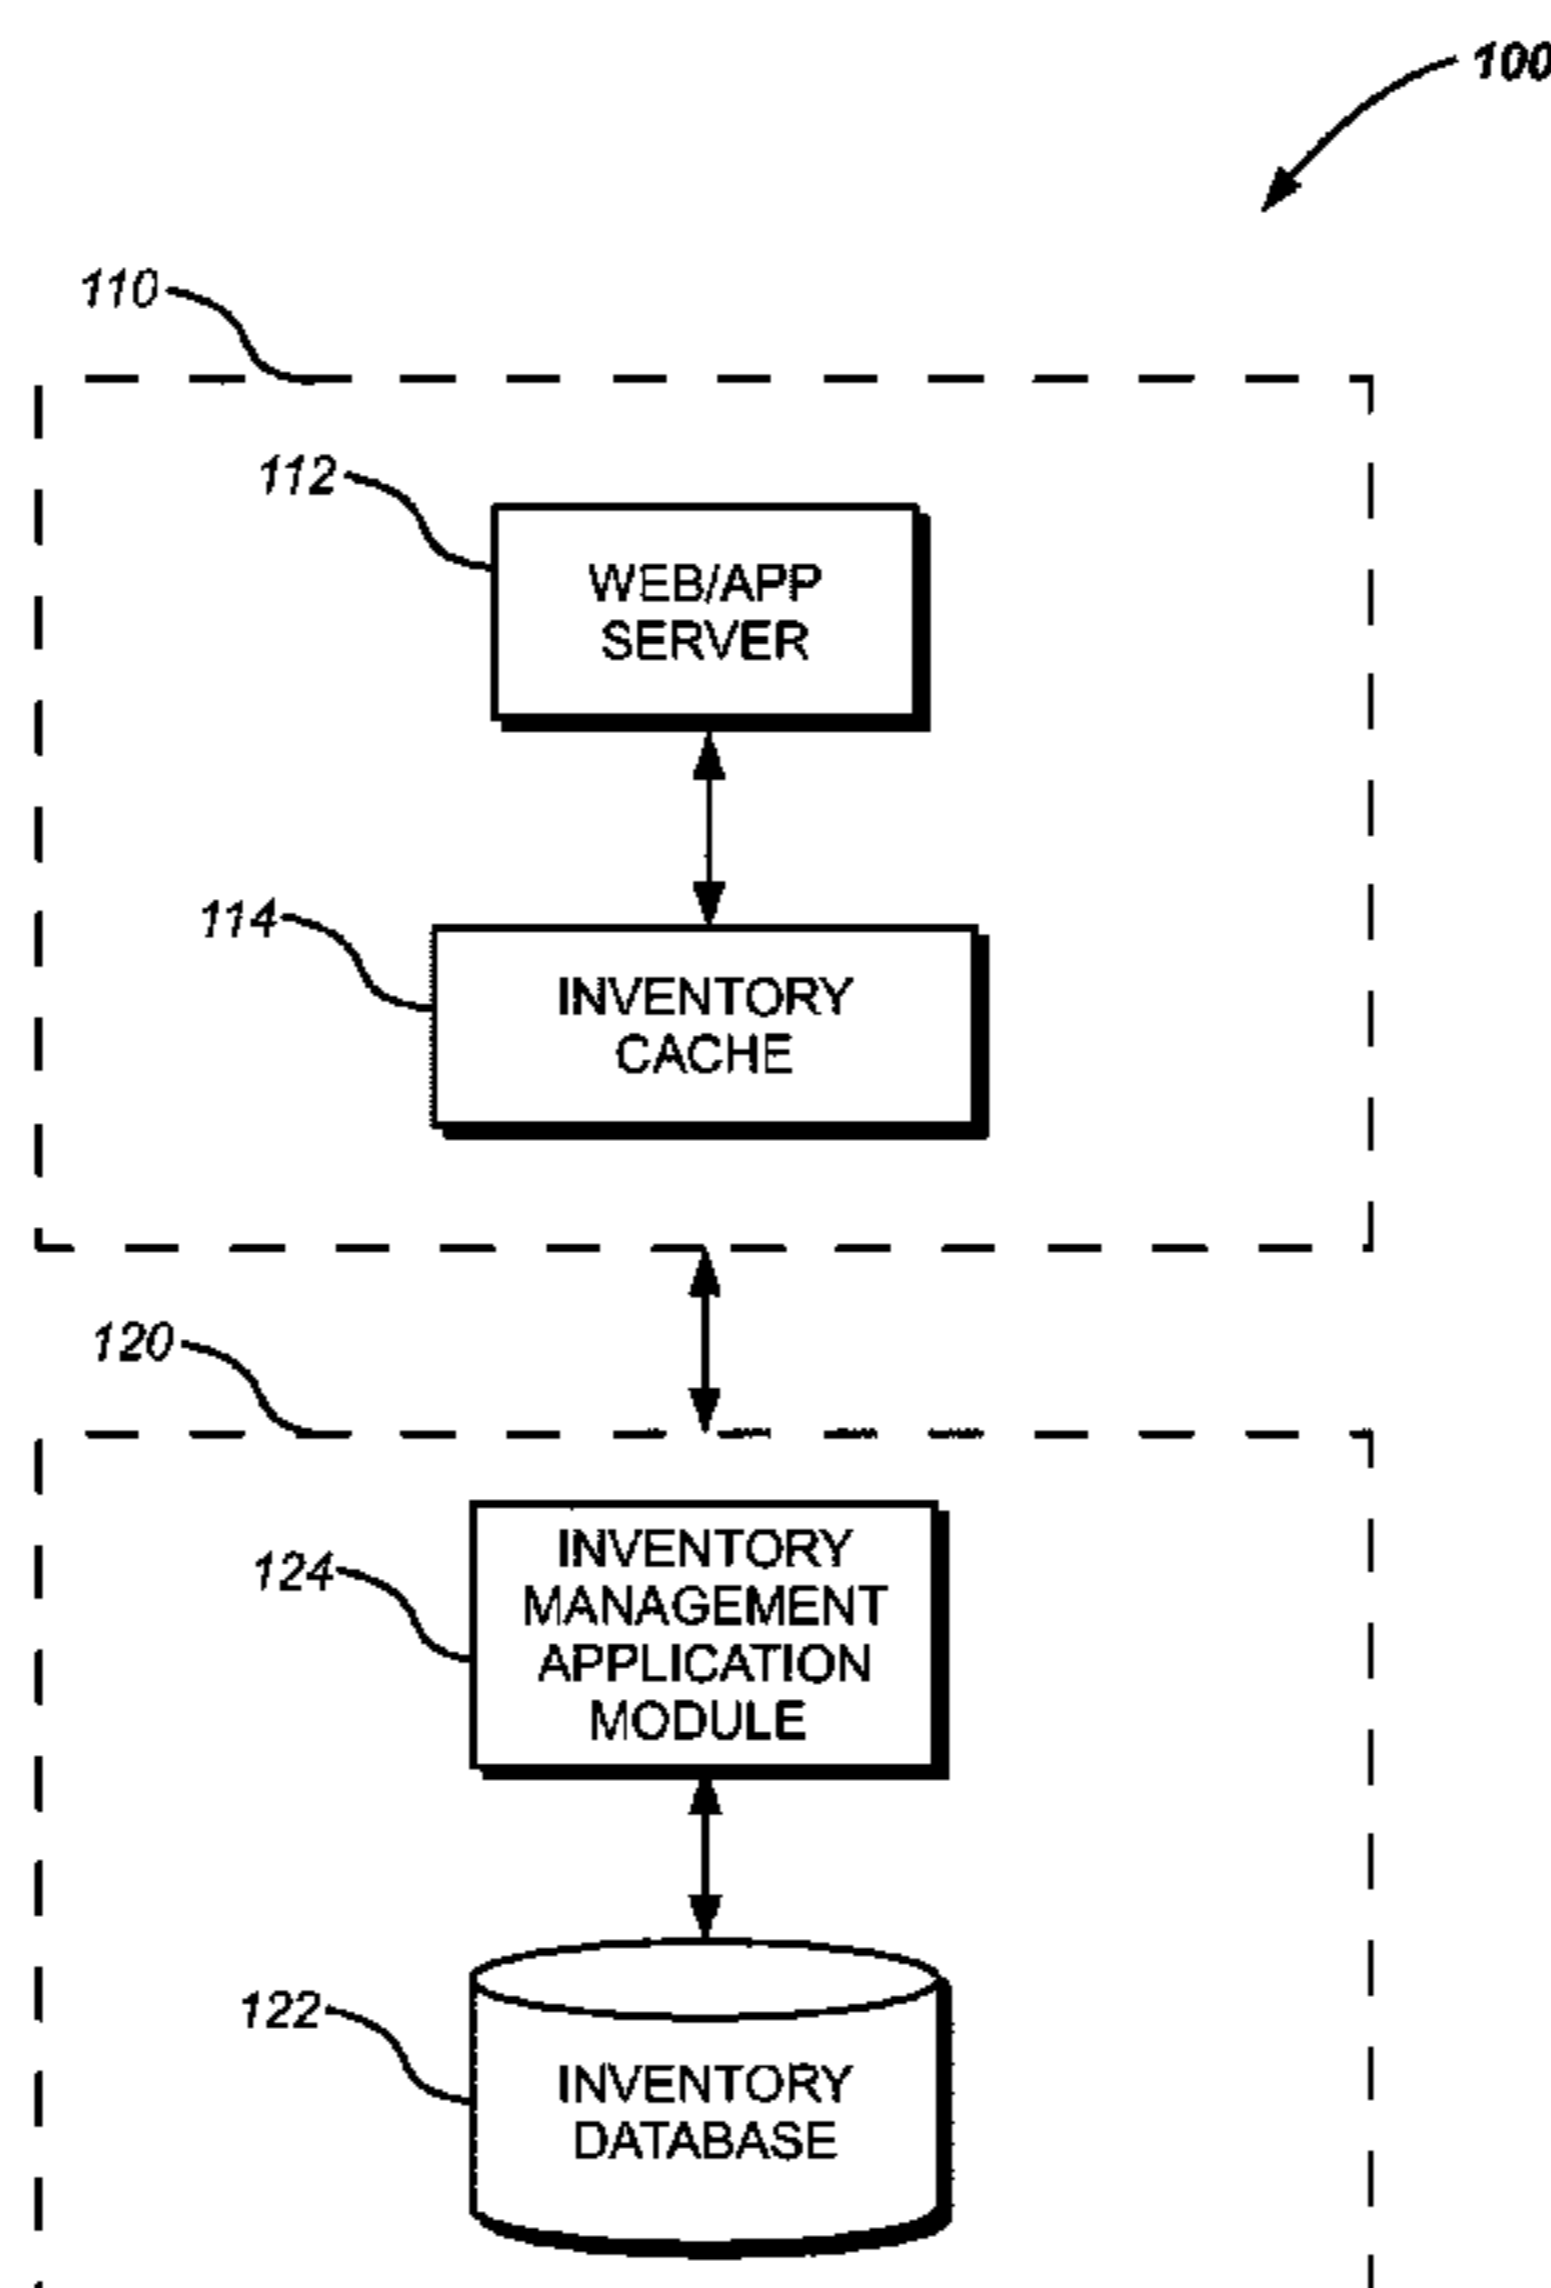 100
110
112
WEB/APP
SERVER
114
INVENTORY
CACHE
120
INVENTORY
124
MANAGEMENT
APPLICATION
MODULE
122
INVENTORY
DATABASE